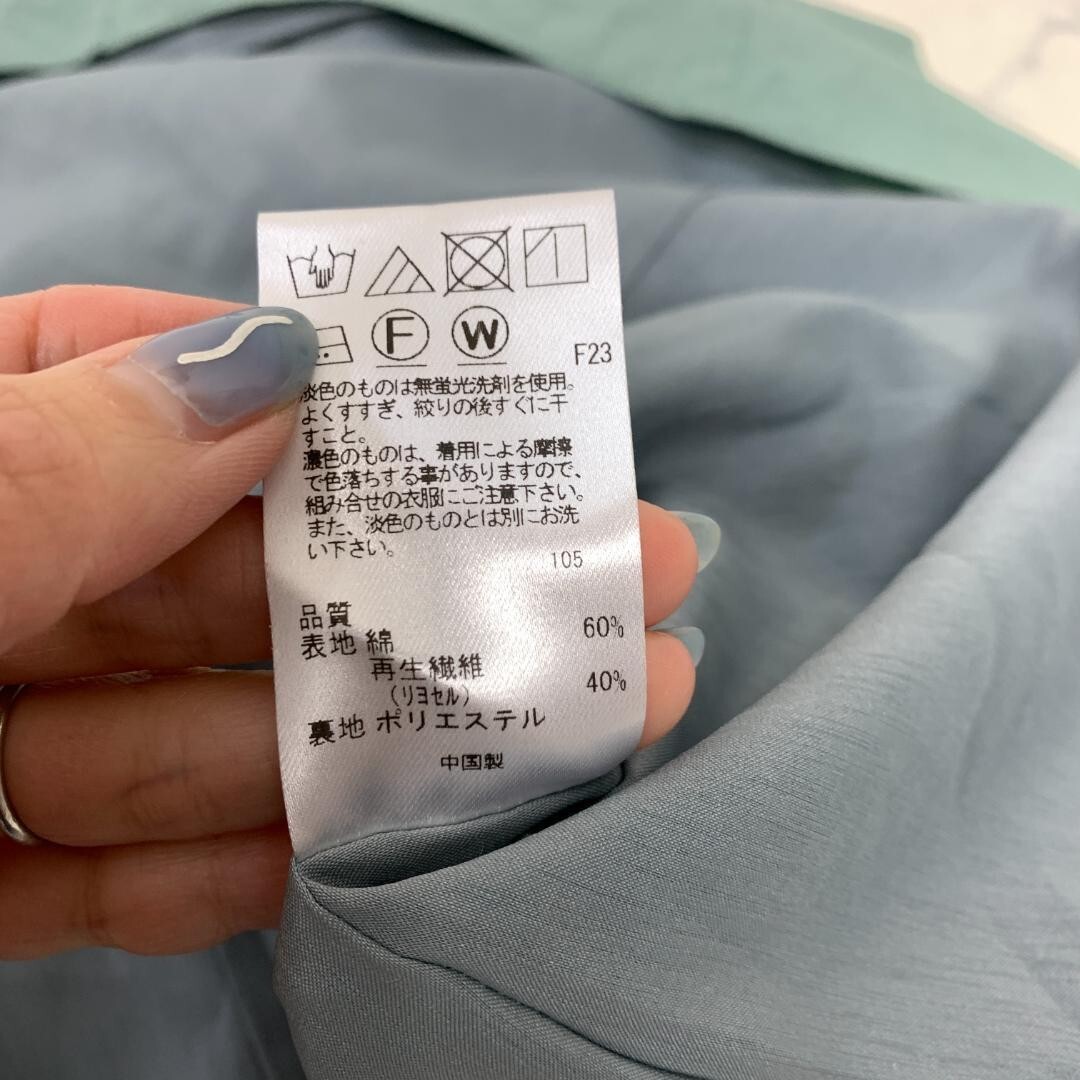 F W
F23
淡色のものは無蛍光洗剤を使用。
よくすすぎ、絞りの後すぐに干
すこと。
濃色のものは、着用による摩擦
で色落ちする事がありますので、
組み合せの衣服にご注意下さい。
また、淡色のものとは別にお洗
い下さい。
105
品質
表地 綿 60%
再生繊維
(リヨセル) 40%
裏地 ポリエステル
中国製